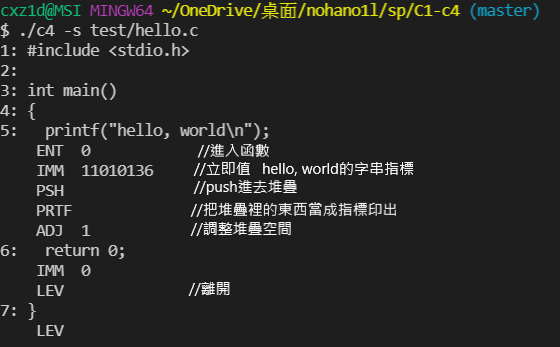 cxz1d@MSI MINGW64 ~/OneDrive/桌面/nohano1l/sp/C1-c4 (master)
$ ./c4 -s test/hello.c
1: #include <stdio.h>
2:
3: int main()
4: {
5:   printf("hello, world\n");
    ENT  0 //進入函數
    IMM  11010136 //立即值 hello, world的字串指標
    PSH //push進去堆疊
    PRTF //把堆疊裡的東西當成指標印出
    ADJ  1 //調整堆疊空間
6:   return 0;
    IMM  0
    LEV //離開
7: }
    LEV